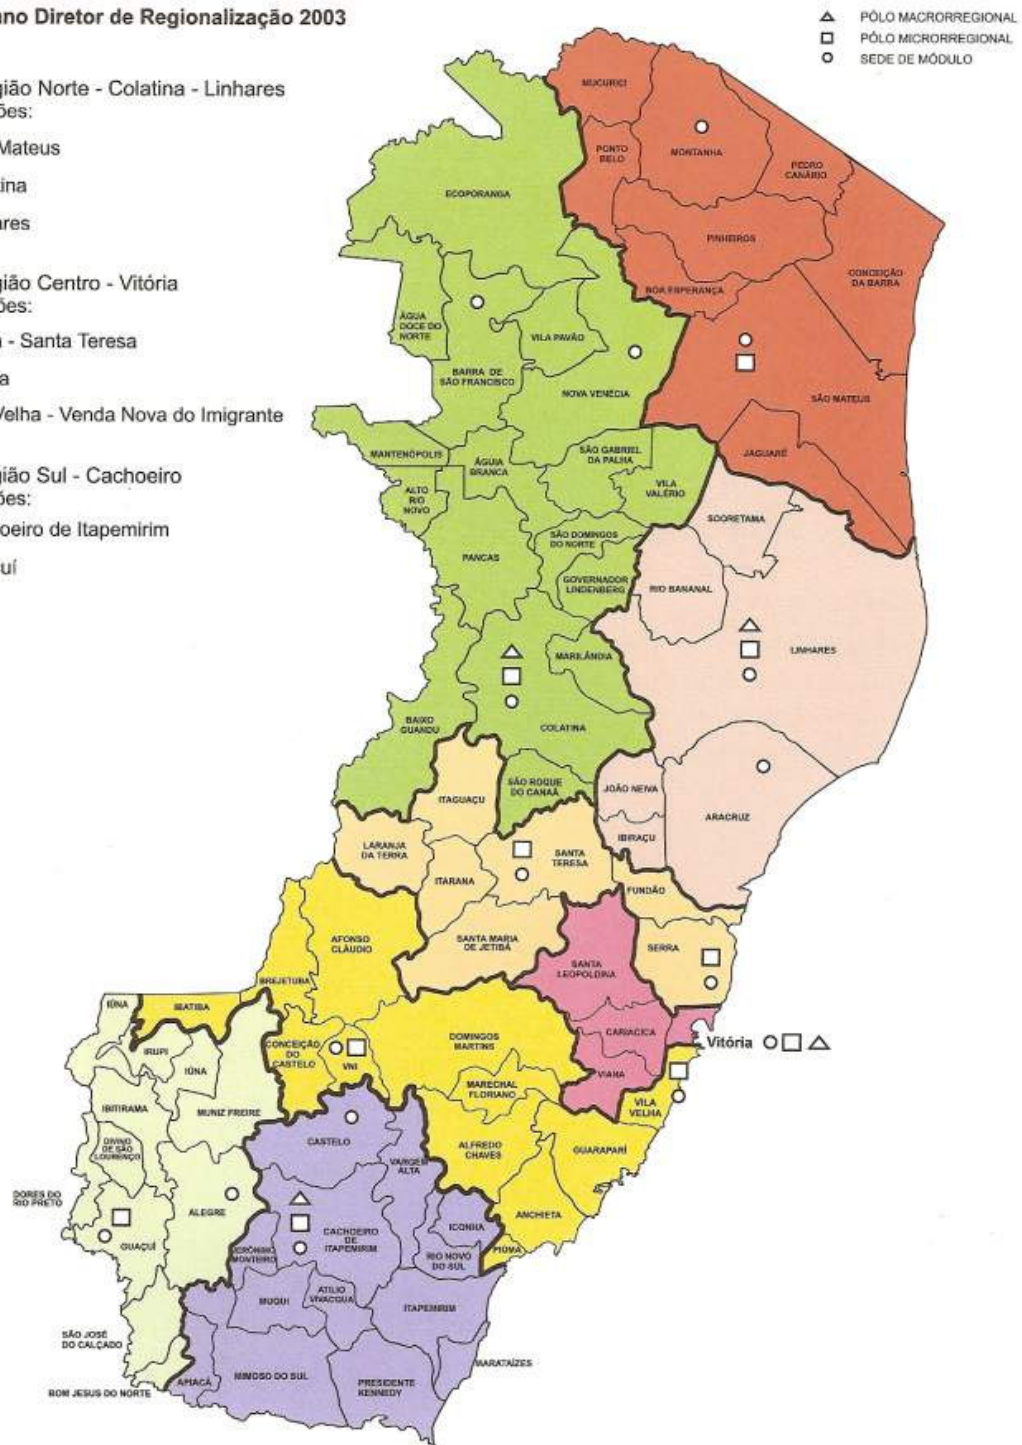 ano Diretor de Regionalização 2003
PÓLO MACRORREGIONAL
PÓLO MICRORREGIONAL
SEDE DE MÓDULO
gião Norte - Colatina - Linhares
ões:
Mateus
tina
ares
gião Centro - Vitória
ões:
a - Santa Teresa
a
Velha - Venda Nova do Imigrante
gião Sul - Cachoeiro
ões:
oeiro de Itapemirim
uí
MUCURICI
PONTO
BELO
MONTANHA
PEDRO
CANÁRIO
ECOPORANGA
PINHEIROS
BOA ESPERANÇA
CONCEIÇÃO
DA BARRA
ÁGUA
DOCE DO
NORTE
VILA PAVÃO
BARRA DE
SÃO FRANCISCO
NOVA VENÉCIA
SÃO MATEUS
JAGUARÉ
MANTENÓPOLIS
ÁGUIA
BRANCA
SÃO GABRIEL
DA PALHA
VILA
VALÉRIO
ALTO
RIO
NOVO
SOORETAMA
PANCAS
SÃO DOMINGOS
DO NORTE
GOVERNADOR
LINDENBERG
RIO BANANAL
LINHARES
MARILÂNDIA
BAIXO
GUANDU
COLATINA
ITAGUAÇU
SÃO ROQUE
DO CANAÃ
JOÃO NEIVA
ARACRUZ
IBIRAÇU
LARANJA
DA TERRA
SANTA
TERESA
ITARANA
FUNDÃO
AFONSO
CLÁUDIO
SANTA MARIA
DE JETIBÁ
SERRA
SANTA
LEOPOLDINA
BREJETUBA
IÚNA
IBATIBA
DOMINGOS
MARTINS
CARIACICA
Vitória
CONCEIÇÃO
DO
CASTELO
VNI
IRUPI
IÚNA
VIANA
MARECHAL
FLORIANO
VILA
VELHA
IBITIRAMA
MUNIZ FREIRE
CASTELO
ALFREDO
CHAVES
GUARAPARÍ
DIVINO
DE SÃO
LOURENÇO
VARGEM
ALTA
DORES DO
RIO PRETO
ALEGRE
ANCHIETA
ICONHA
CACHOEIRO
DE
ITAPEMIRIM
GUAÇUÍ
JERÔNIMO
MONTEIRO
RIO NOVO
DO SUL
PIÚMA
MUQUI
ATILIO
VIVACQUA
ITAPEMIRIM
SÃO JOSÉ
DO CALÇADO
MARATAÍZES
BOM JESUS DO NORTE
APIACÁ
MIMOSO DO SUL
PRESIDENTE
KENNEDY